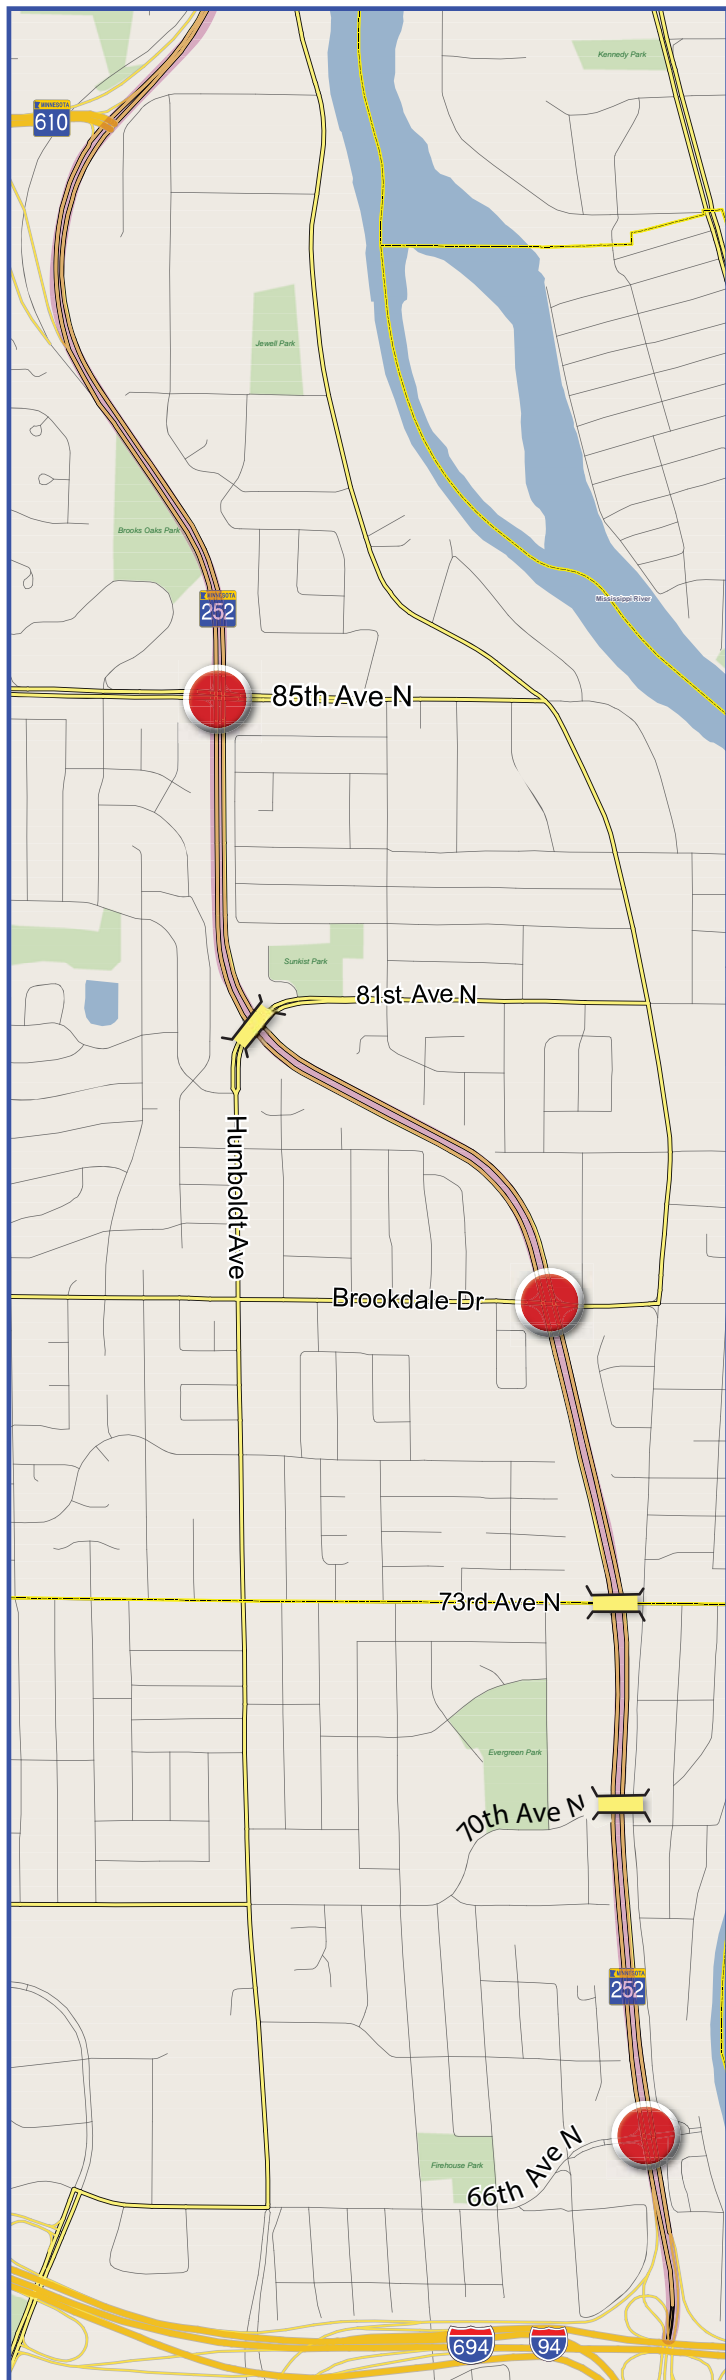 Kennedy Park
MINNESOTA
610
Jewell Park
Brooks Oaks Park
Mississippi River
MINNESOTA
252
85th Ave N
Sunkist Park
81st Ave N
Humboldt Ave
Brookdale Dr
73rd Ave N
Evergreen Park
70th Ave N
MINNESOTA
252
66th Ave N
Firehouse Park
694
94